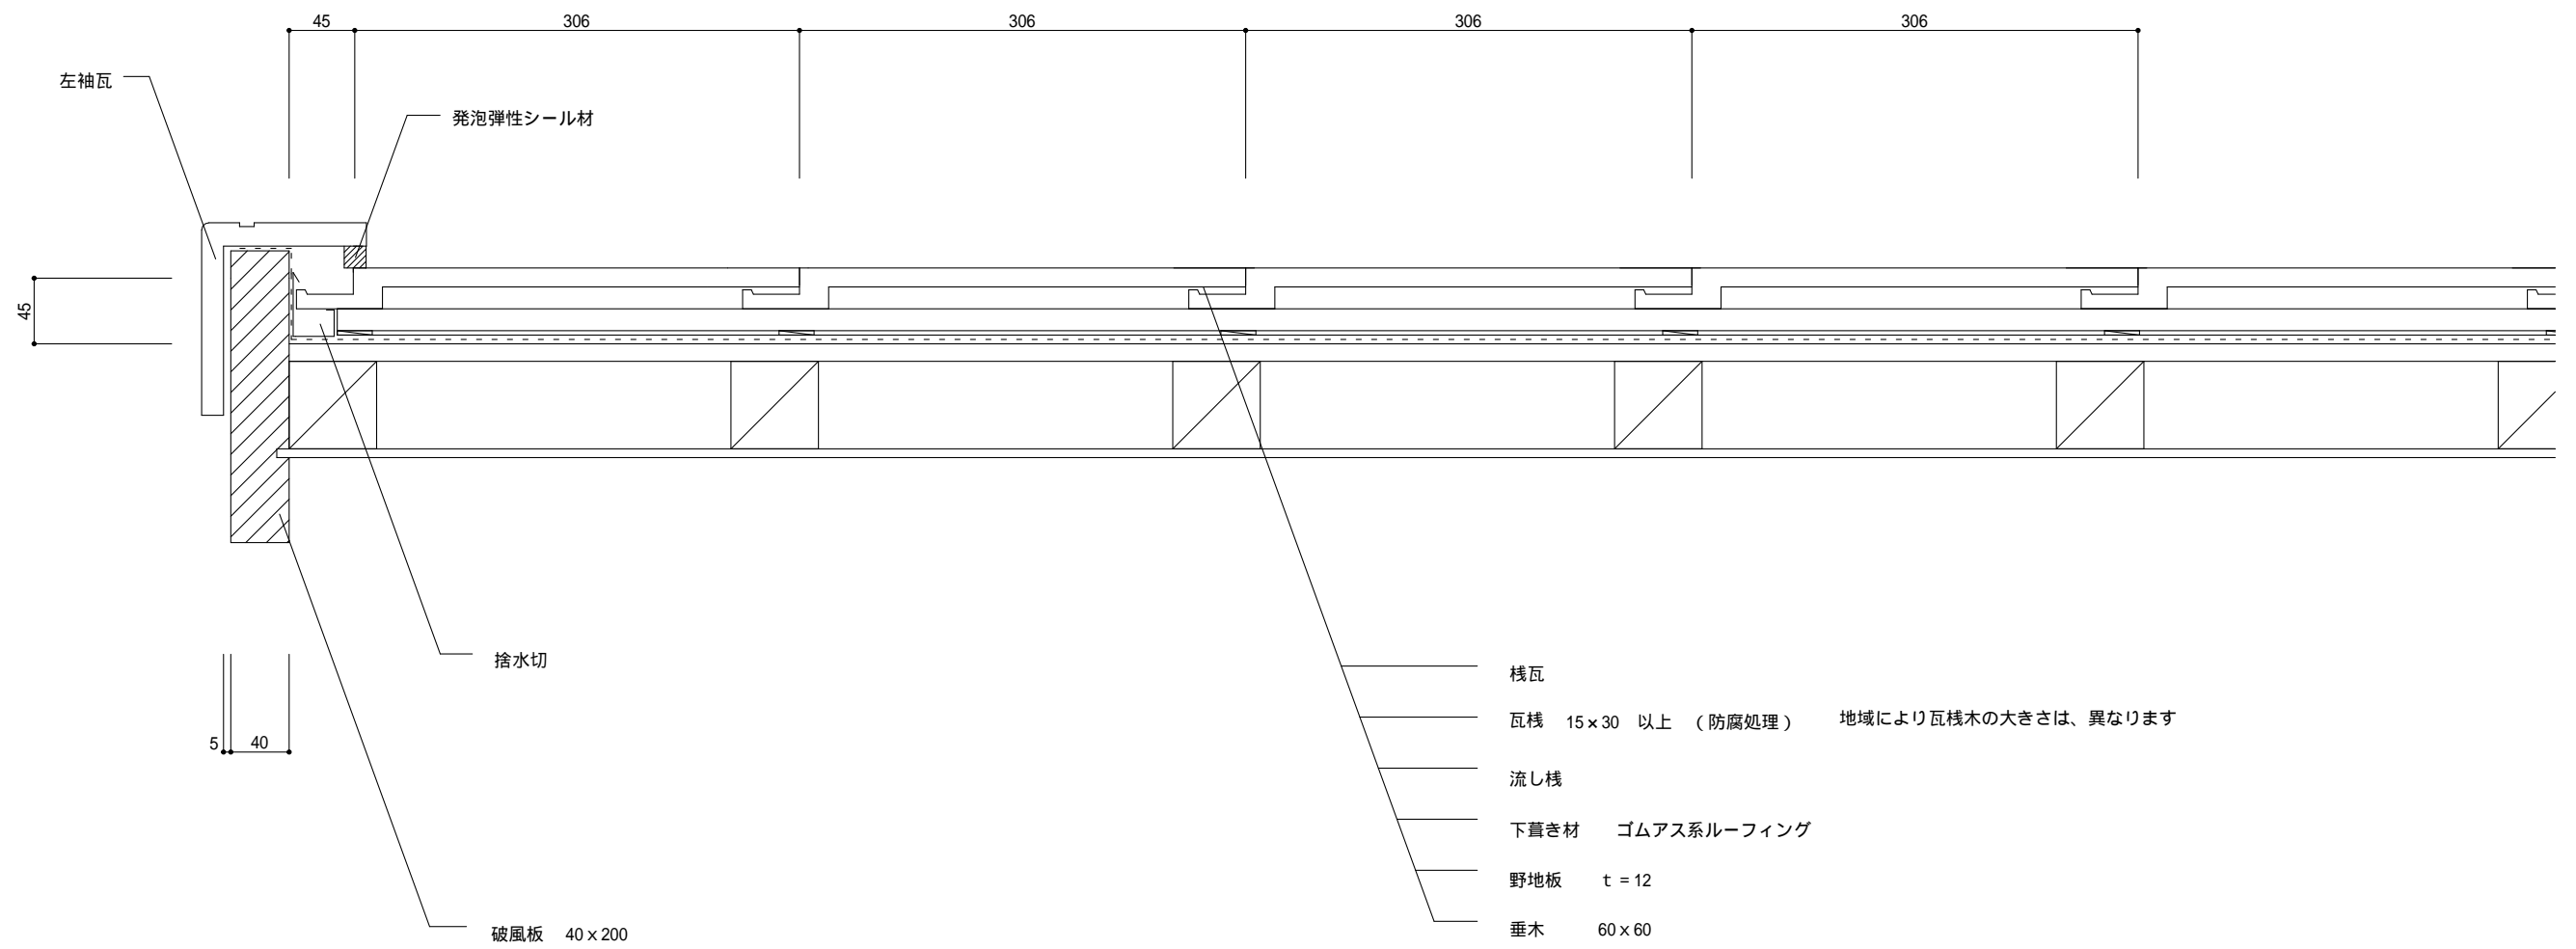 45 306 306 306 306
左袖瓦
発泡弾性シール材
45
捨水切
桟瓦
瓦桟 15×30 以上 (防腐処理) 地域により瓦桟木の大きさは、異なります
5 40
流し桟
下葺き材 ゴムアス系ルーフィング
野地板 t=12
垂木 60×60
破風板 40×200